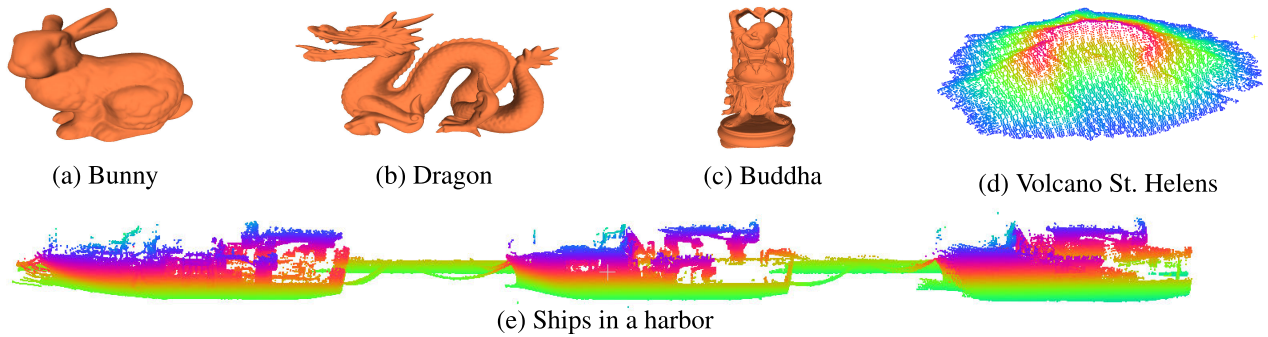 (a) Bunny
(b) Dragon
(c) Buddha
(d) Volcano St. Helens
(e) Ships in a harbor